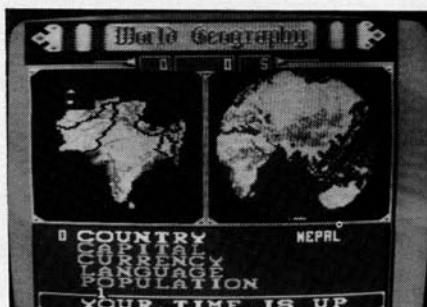 World Geography
0 0 5
0 COUNTRY NEPAL
CAPITAL
CURRENCY
LANGUAGE
POPULATION
YOUR TIME IS UP